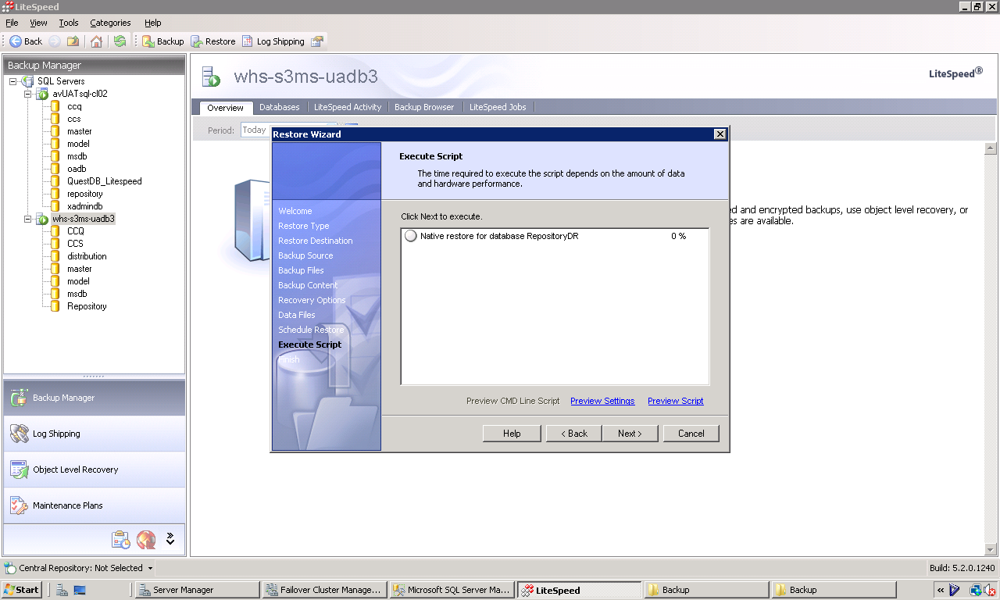 LiteSpeed
File View Tools Categories Help
Back Backup Restore Log Shipping
Backup Manager
SQL Servers
avUATsql-cl02
ccq
ccs
master
model
msdb
oadb
QuestDB_Litespeed
repository
xadmindb
whs-s3ms-uadb3
CCQ
CCS
distribution
master
model
msdb
Repository
Backup Manager
Log Shipping
Object Level Recovery
Maintenance Plans
whs-s3ms-uadb3
LiteSpeed®
Overview Databases LiteSpeed Activity Backup Browser LiteSpeed Jobs
Period: Today
ed and encrypted backups, use object level recovery, or
es are available.
Restore Wizard
Execute Script
The time required to execute the script depends on the amount of data
and hardware performance.
Welcome
Restore Type
Restore Destination
Backup Source
Backup Files
Backup Content
Recovery Options
Data Files
Schedule Restore
Execute Script
Finish
Click Next to execute.
Native restore for database RepositoryDR 0 %
Preview CMD Line Script Preview Settings Preview Script
Help < Back Next > Cancel
Central Repository: Not Selected Build: 5.2.0.1240
Start Server Manager Failover Cluster Manage... Microsoft SQL Server Ma... LiteSpeed Backup Backup